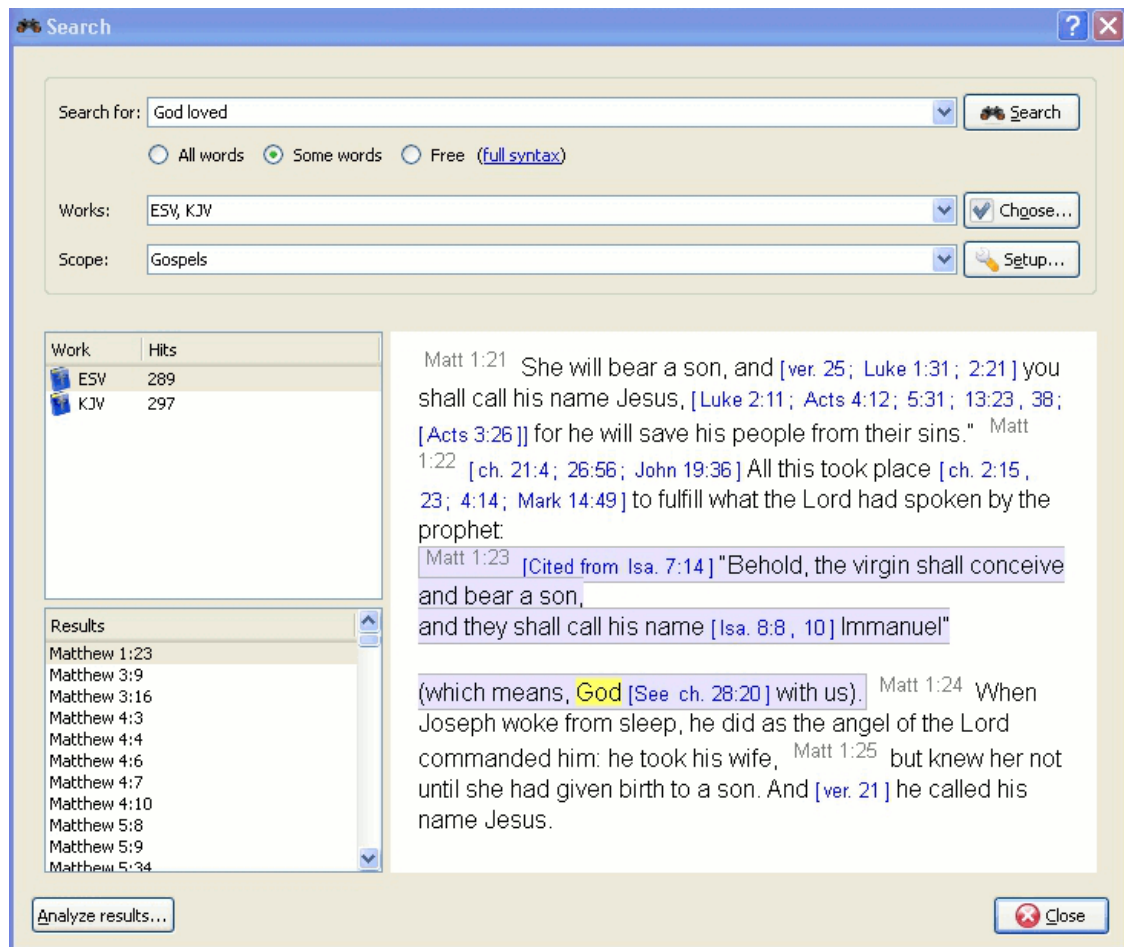 Search
Search for: God loved Search
All words Some words Free (full syntax)
Works: ESV, KJV Choose...
Scope: Gospels Setup...
Work Hits
ESV 289
KJV 297
Results
Matthew 1:23
Matthew 3:9
Matthew 3:16
Matthew 4:3
Matthew 4:4
Matthew 4:6
Matthew 4:7
Matthew 4:10
Matthew 5:8
Matthew 5:9
Matthew 5:34
Matt 1:21 She will bear a son, and [ver. 25; Luke 1:31; 2:21] you
shall call his name Jesus, [Luke 2:11; Acts 4:12; 5:31; 13:23, 38;
[Acts 3:26]] for he will save his people from their sins." Matt
1:22 [ch. 21:4; 26:56; John 19:36] All this took place [ch. 2:15,
23; 4:14; Mark 14:49] to fulfill what the Lord had spoken by the
prophet:
Matt 1:23 [Cited from Isa. 7:14] "Behold, the virgin shall conceive
and bear a son,
and they shall call his name [Isa. 8:8, 10] Immanuel"
(which means, God [See ch. 28:20] with us). Matt 1:24 When
Joseph woke from sleep, he did as the angel of the Lord
commanded him: he took his wife, Matt 1:25 but knew her not
until she had given birth to a son. And [ver. 21] he called his
name Jesus.
Analyze results... Close